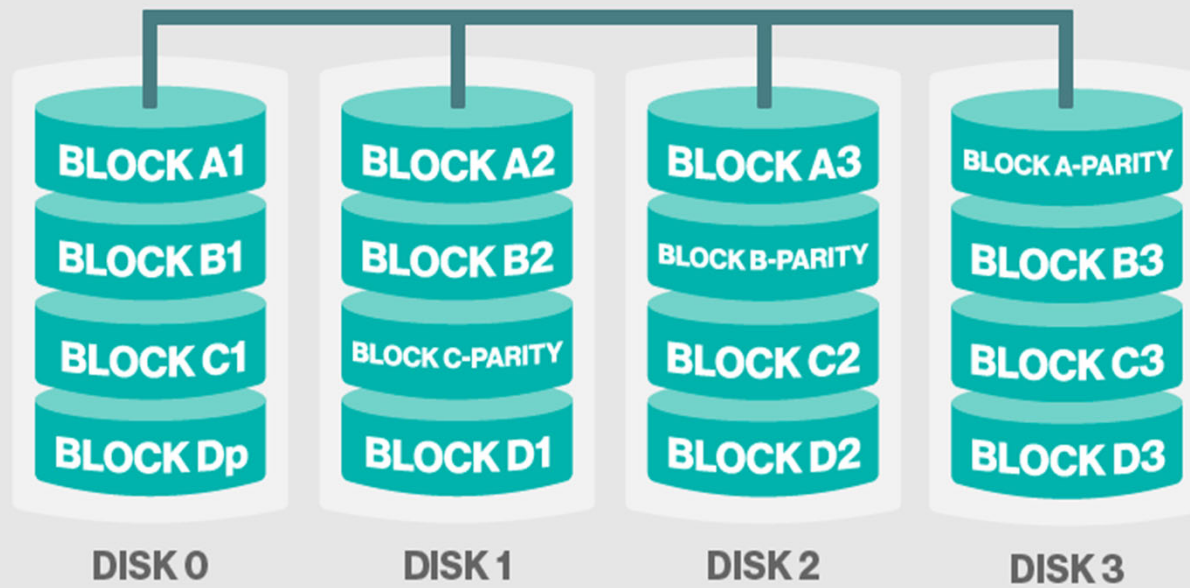 BLOCK A1
BLOCK A2
BLOCK A3
BLOCK A-PARITY
BLOCK B1
BLOCK B2
BLOCK B-PARITY
BLOCK B3
BLOCK C1
BLOCK C-PARITY
BLOCK C2
BLOCK C3
BLOCK Dp
BLOCK D1
BLOCK D2
BLOCK D3
DISK 0
DISK 1
DISK 2
DISK 3